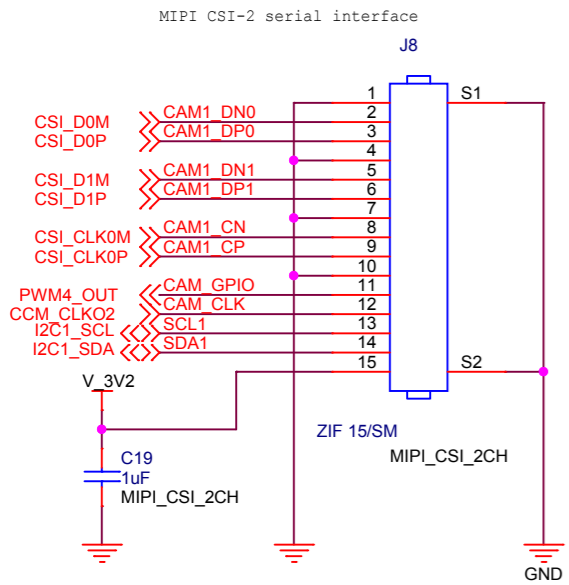 MIPI CSI-2 serial interface
J8
1 S1
CSI_D0M CAM1_DN0 2
CSI_D0P CAM1_DP0 3
4
CSI_D1M CAM1_DN1 5
CSI_D1P CAM1_DP1 6
7
CSI_CLK0M CAM1_CN 8
CSI_CLK0P CAM1_CP 9
10
PWM4_OUT CAM_GPIO 11
CCM_CLKO2 CAM_CLK 12
I2C1_SCL SCL1 13
I2C1_SDA SDA1 14
15 S2
V_3V2
ZIF 15/SM
C19
MIPI_CSI_2CH
1uF
MIPI_CSI_2CH
GND